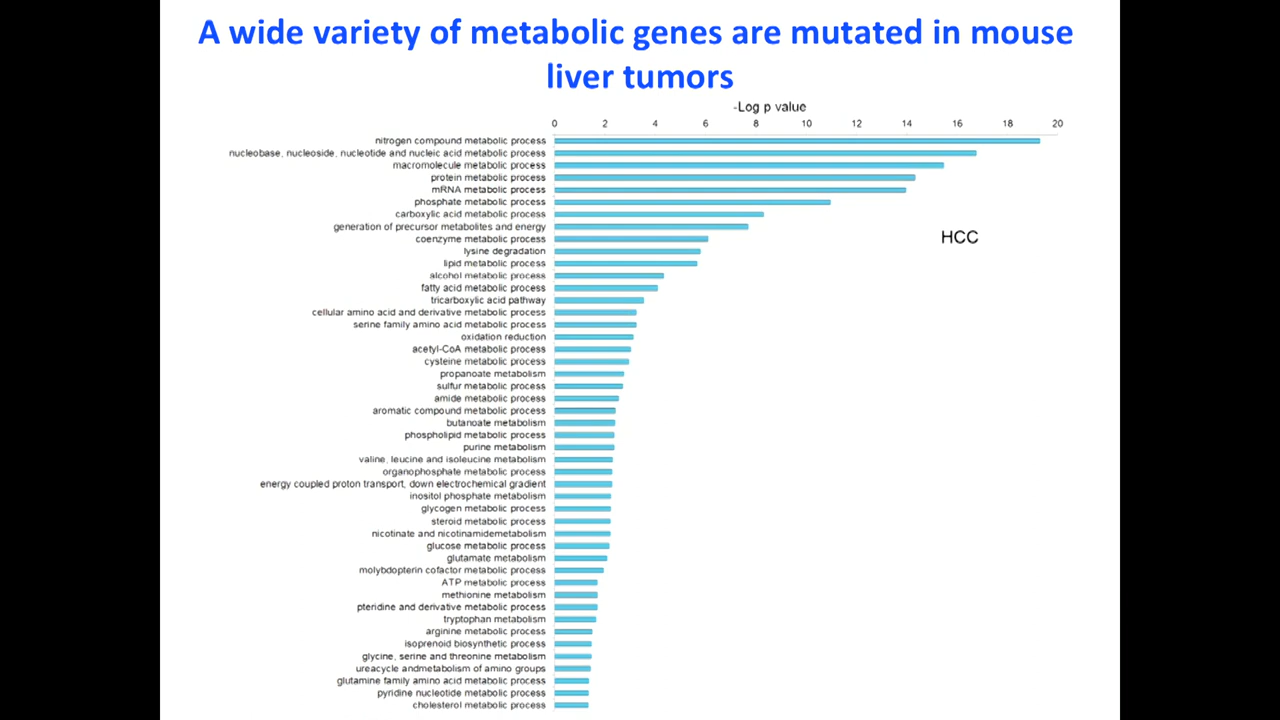 A wide variety of metabolic genes are mutated in mouse
liver tumors
-Log p value
0 2 4 6 8 10 12 14 16 18 20
nitrogen compound metabolic process
nucleobase, nucleoside, nucleotide and nucleic acid metabolic process
macromolecule metabolic process
protein metabolic process
mRNA metabolic process
phosphate metabolic process
carboxylic acid metabolic process
generation of precursor metabolites and energy
HCC
coenzyme metabolic process
lysine degradation
lipid metabolic process
alcohol metabolic process
fatty acid metabolic process
tricarboxylic acid pathway
cellular amino acid and derivative metabolic process
serine family amino acid metabolic process
oxidation reduction
acetyl-CoA metabolic process
cysteine metabolic process
propanoate metabolism
sulfur metabolic process
amide metabolic process
aromatic compound metabolic process
butanoate metabolism
phospholipid metabolic process
purine metabolism
valine, leucine and isoleucine metabolism
organophosphate metabolic process
energy coupled proton transport, down electrochemical gradient
inositol phosphate metabolism
glycogen metabolic process
steroid metabolic process
nicotinate and nicotinamidemetabolism
glucose metabolic process
glutamate metabolism
molybdopterin cofactor metabolic process
ATP metabolic process
methionine metabolism
pteridine and derivative metabolic process
tryptophan metabolism
arginine metabolic process
isoprenoid biosynthetic process
glycine, serine and threonine metabolism
ureacycle andmetabolism of amino groups
glutamine family amino acid metabolic process
pyridine nucleotide metabolic process
cholesterol metabolic process